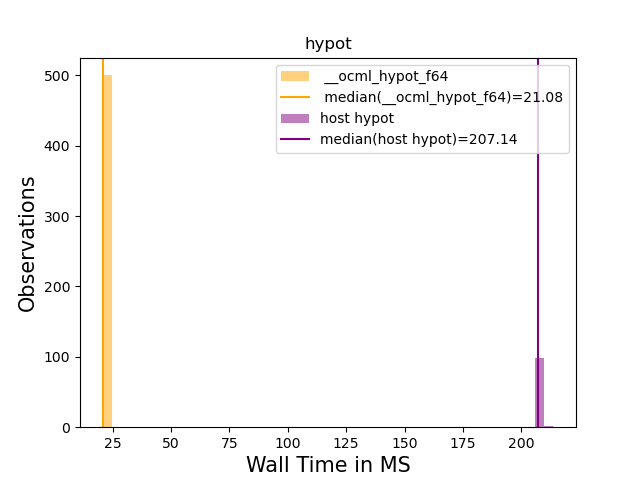 hypot
500
400
300
200
100
0
Observations
__ocml_hypot_f64
median(__ocml_hypot_f64)=21.08
host hypot
median(host hypot)=207.14
25 50 75 100 125 150 175 200
Wall Time in MS